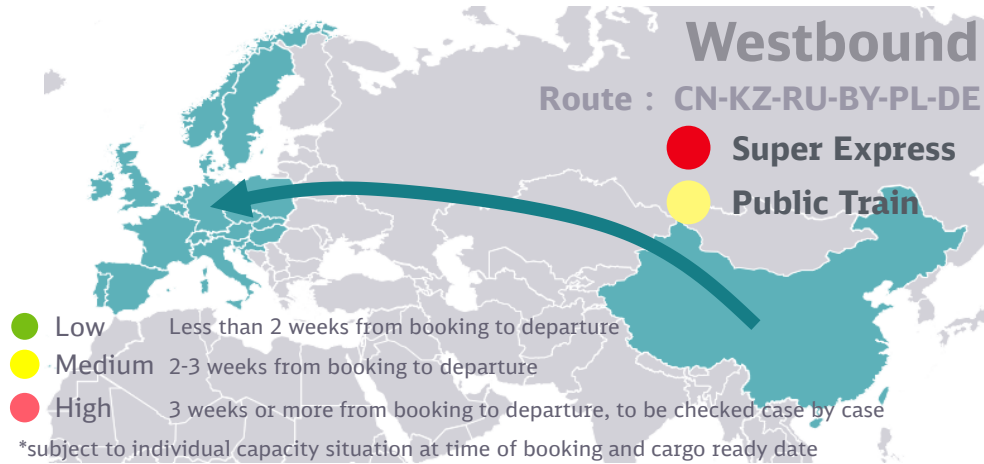 Westbound
Route : CN-KZ-RU-BY-PL-DE
Super Express
Public Train
Low Less than 2 weeks from booking to departure
Medium 2-3 weeks from booking to departure
High 3 weeks or more from booking to departure, to be checked case by case
*subject to individual capacity situation at time of booking and cargo ready date